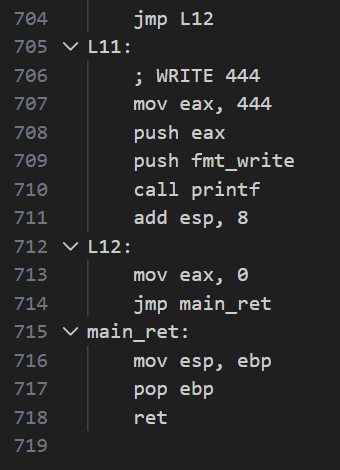 704 jmp L12
705 L11:
706 ; WRITE 444
707 mov eax, 444
708 push eax
709 push fmt_write
710 call printf
711 add esp, 8
712 L12:
713 mov eax, 0
714 jmp main_ret
715 main_ret:
716 mov esp, ebp
717 pop ebp
718 ret
719